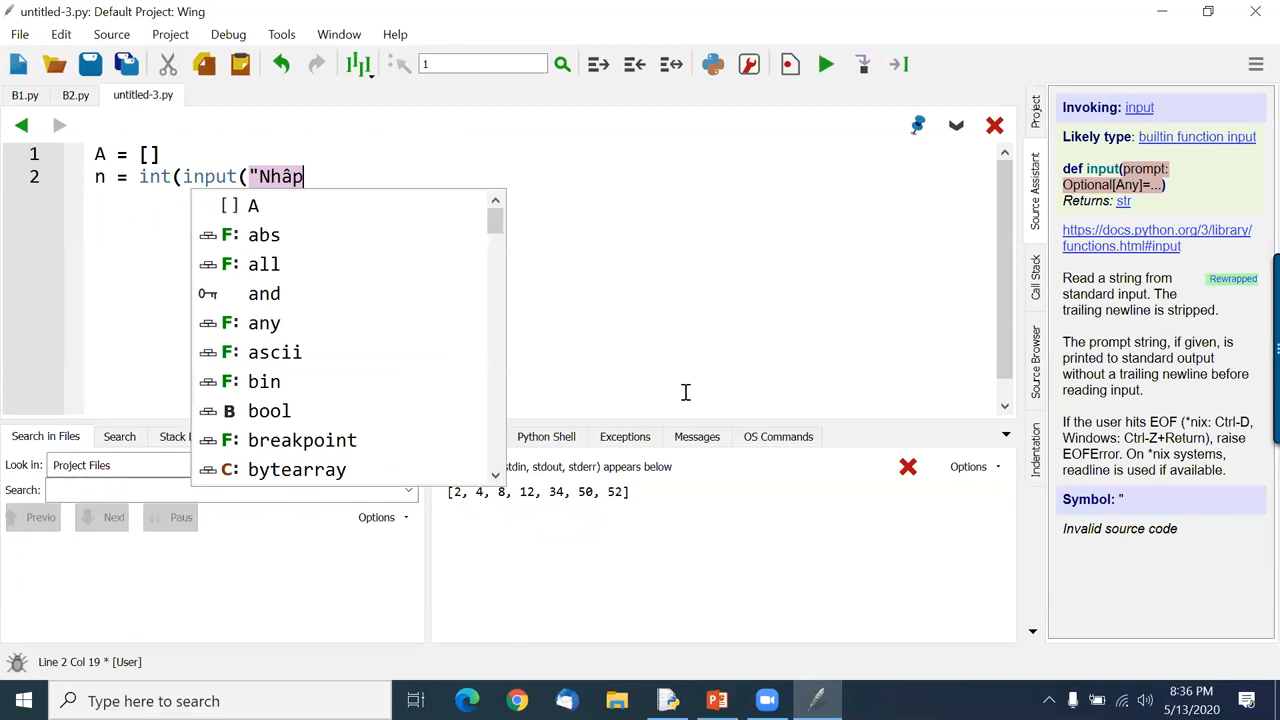 untitled-3.py: Default Project: Wing
File Edit Source Project Debug Tools Window Help
1
B1.py B2.py untitled-3.py
1 A = []
2 n = int(input("Nhâp
[] A
F: abs
F: all
and
F: any
F: ascii
F: bin
B bool
F: breakpoint
C: bytearray
Project
Source Assistant
Call Stack
Source Browser
Indentation
Invoking: input
Likely type: builtin function input
def input(prompt:
Optional[Any]=...)
Returns: str
https://docs.python.org/3/library/
functions.html#input
Read a string from
standard input. The
trailing newline is stripped.
Rewrapped
The prompt string, if given, is
printed to standard output
without a trailing newline before
reading input.
If the user hits EOF (*nix: Ctrl-D,
Windows: Ctrl-Z+Return), raise
EOFError. On *nix systems,
readline is used if available.
Symbol: "
Invalid source code
Search in Files Search Stack D
Look in: Project Files
Search:
Previo Next Paus Options
Python Shell Exceptions Messages OS Commands
stdin, stdout, stderr) appears below Options
[2, 4, 8, 12, 34, 50, 52]
Line 2 Col 19 * [User]
Type here to search
8:36 PM
5/13/2020